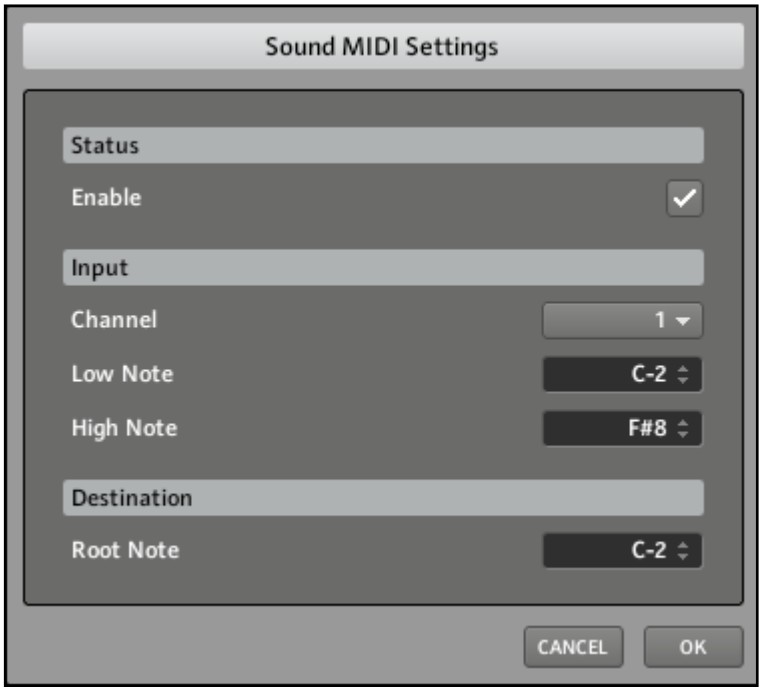 Sound MIDI Settings
Status
Enable
Input
Channel 1
Low Note C-2
High Note F#8
Destination
Root Note C-2
CANCEL OK